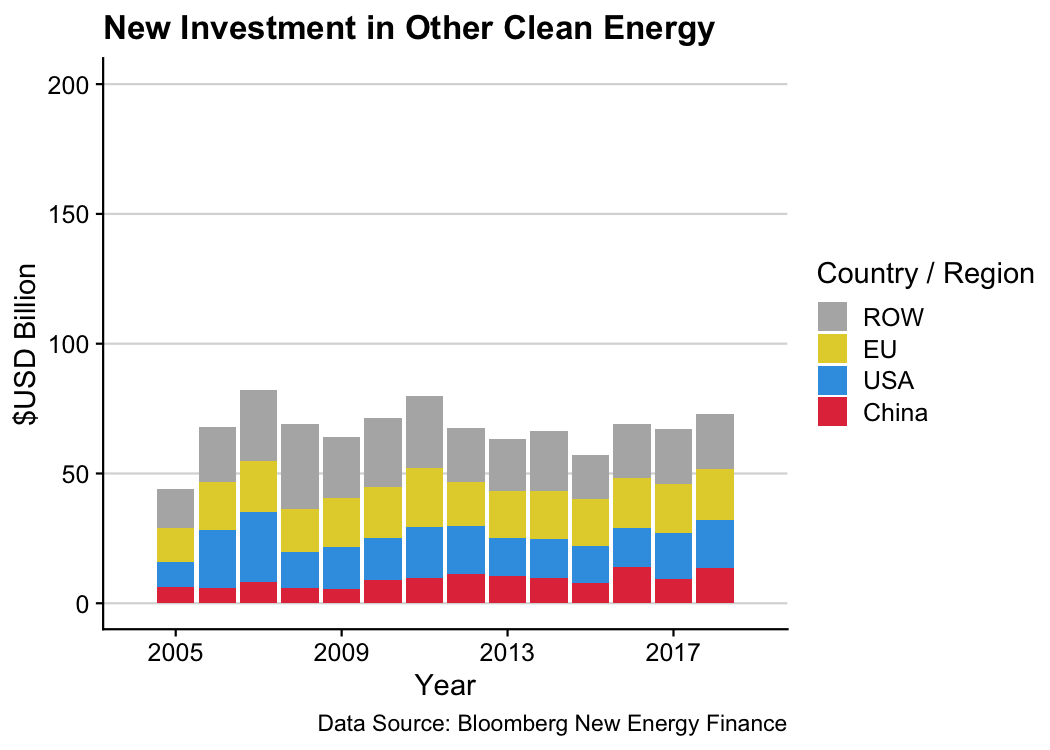 New Investment in Other Clean Energy
200
150
100
50
0
$USD Billion
2005 2009 2013 2017
Year
Country / Region
ROW
EU
USA
China
Data Source: Bloomberg New Energy Finance